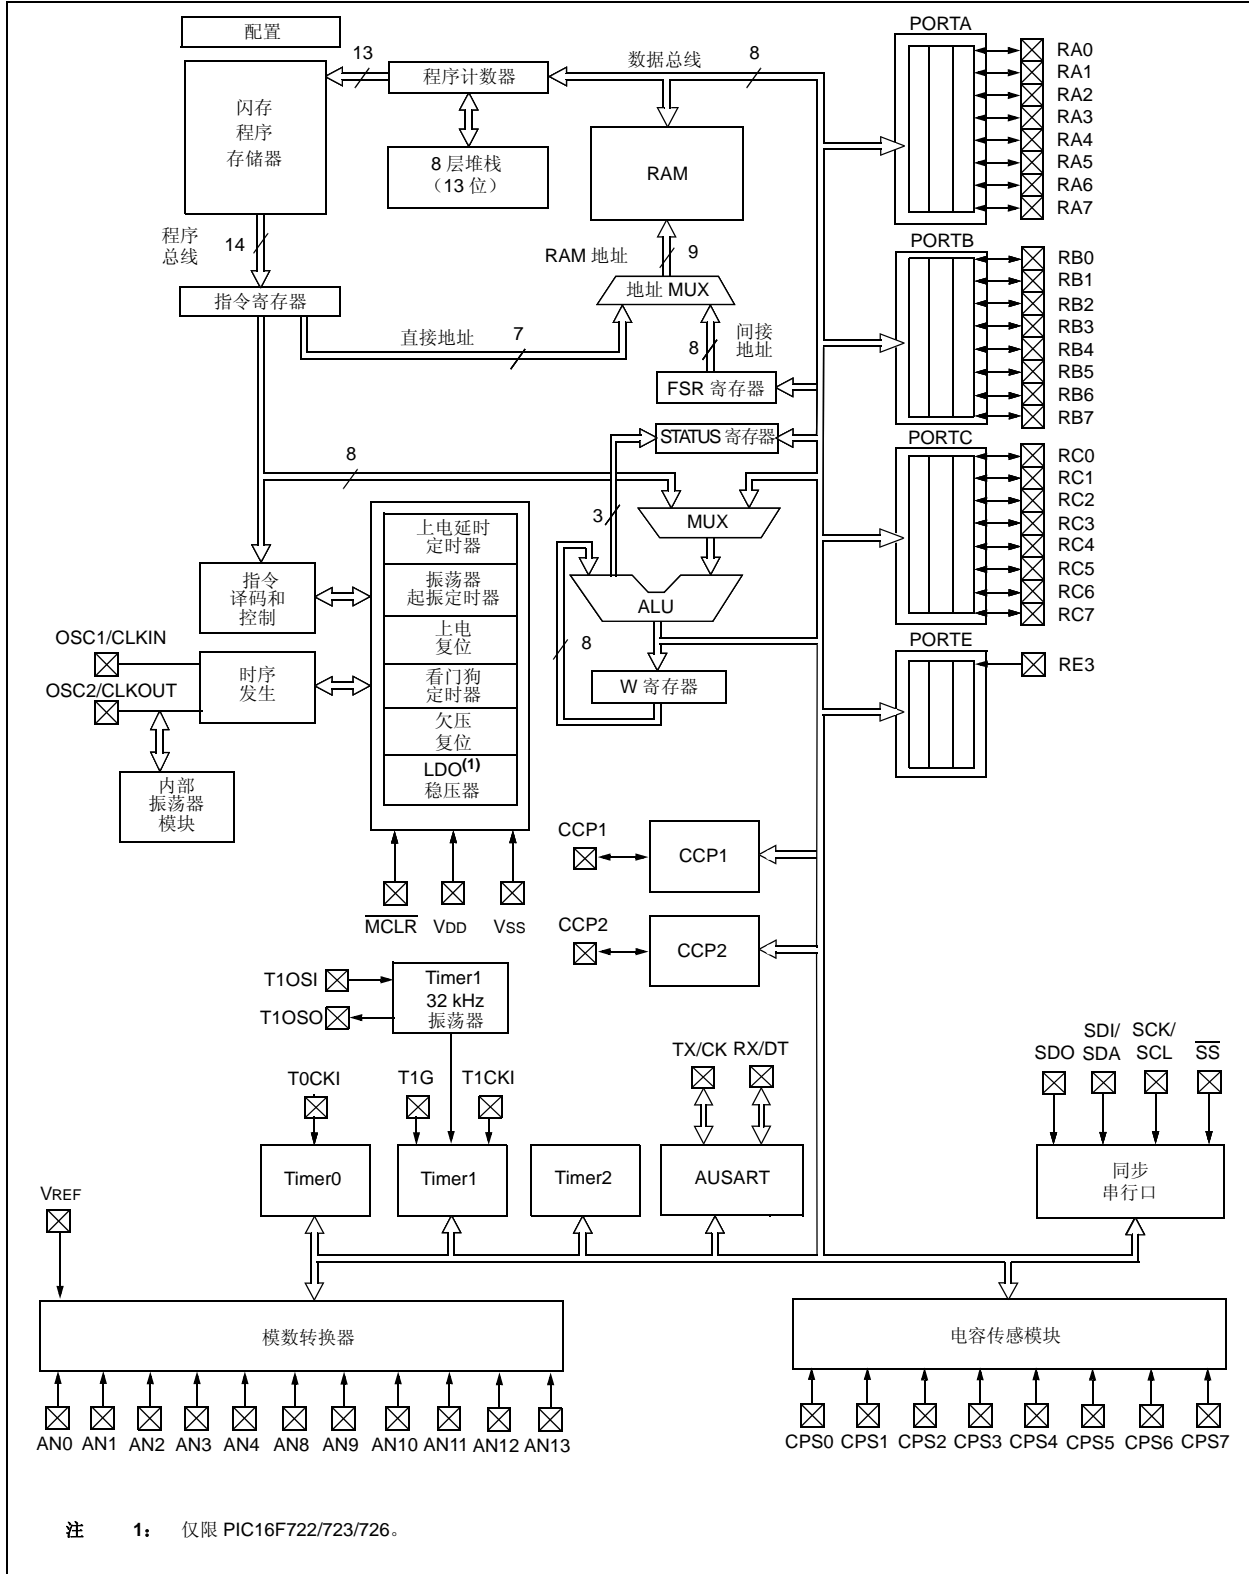 配置
闪存
程序
存储器
13
程序计数器
8 层堆栈
（13 位）
数据总线
8
RAM
PORTA
RA0
RA1
RA2
RA3
RA4
RA5
RA6
RA7
程序
总线
14
指令寄存器
RAM 地址
9
地址 MUX
直接地址
7
8
间接
地址
FSR 寄存器
STATUS 寄存器
PORTB
RB0
RB1
RB2
RB3
RB4
RB5
RB6
RB7
8
3
MUX
ALU
8
W 寄存器
PORTC
RC0
RC1
RC2
RC3
RC4
RC5
RC6
RC7
PORTE
RE3
指令
译码和
控制
OSC1/CLKIN
OSC2/CLKOUT
时序
发生
内部
振荡器
模块
上电延时
定时器
振荡器
起振定时器
上电
复位
看门狗
定时器
欠压
复位
LDO(1)
稳压器
MCLR
VDD
VSS
CCP1
CCP1
CCP2
CCP2
T1OSI
T1OSO
Timer1
32 kHz
振荡器
T0CKI
T1G
T1CKI
TX/CK
RX/DT
SDO
SDI/
SDA
SCK/
SCL
SS
Timer0
Timer1
Timer2
AUSART
同步
串行口
VREF
模数转换器
电容传感模块
AN0 AN1 AN2 AN3 AN4 AN8 AN9 AN10 AN11 AN12 AN13
CPS0 CPS1 CPS2 CPS3 CPS4 CPS5 CPS6 CPS7
注 1： 仅限 PIC16F722/723/726。